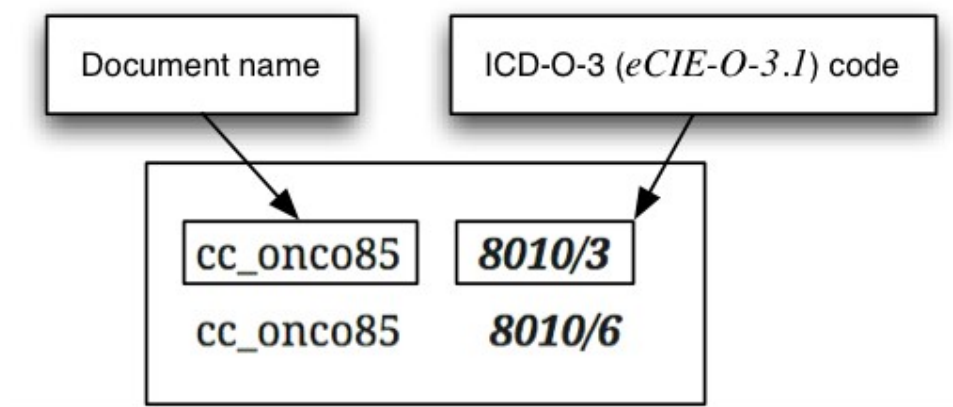 Document name
ICD-O-3 (eCIE-O-3.1) code
cc_onco85 8010/3
cc_onco85 8010/6